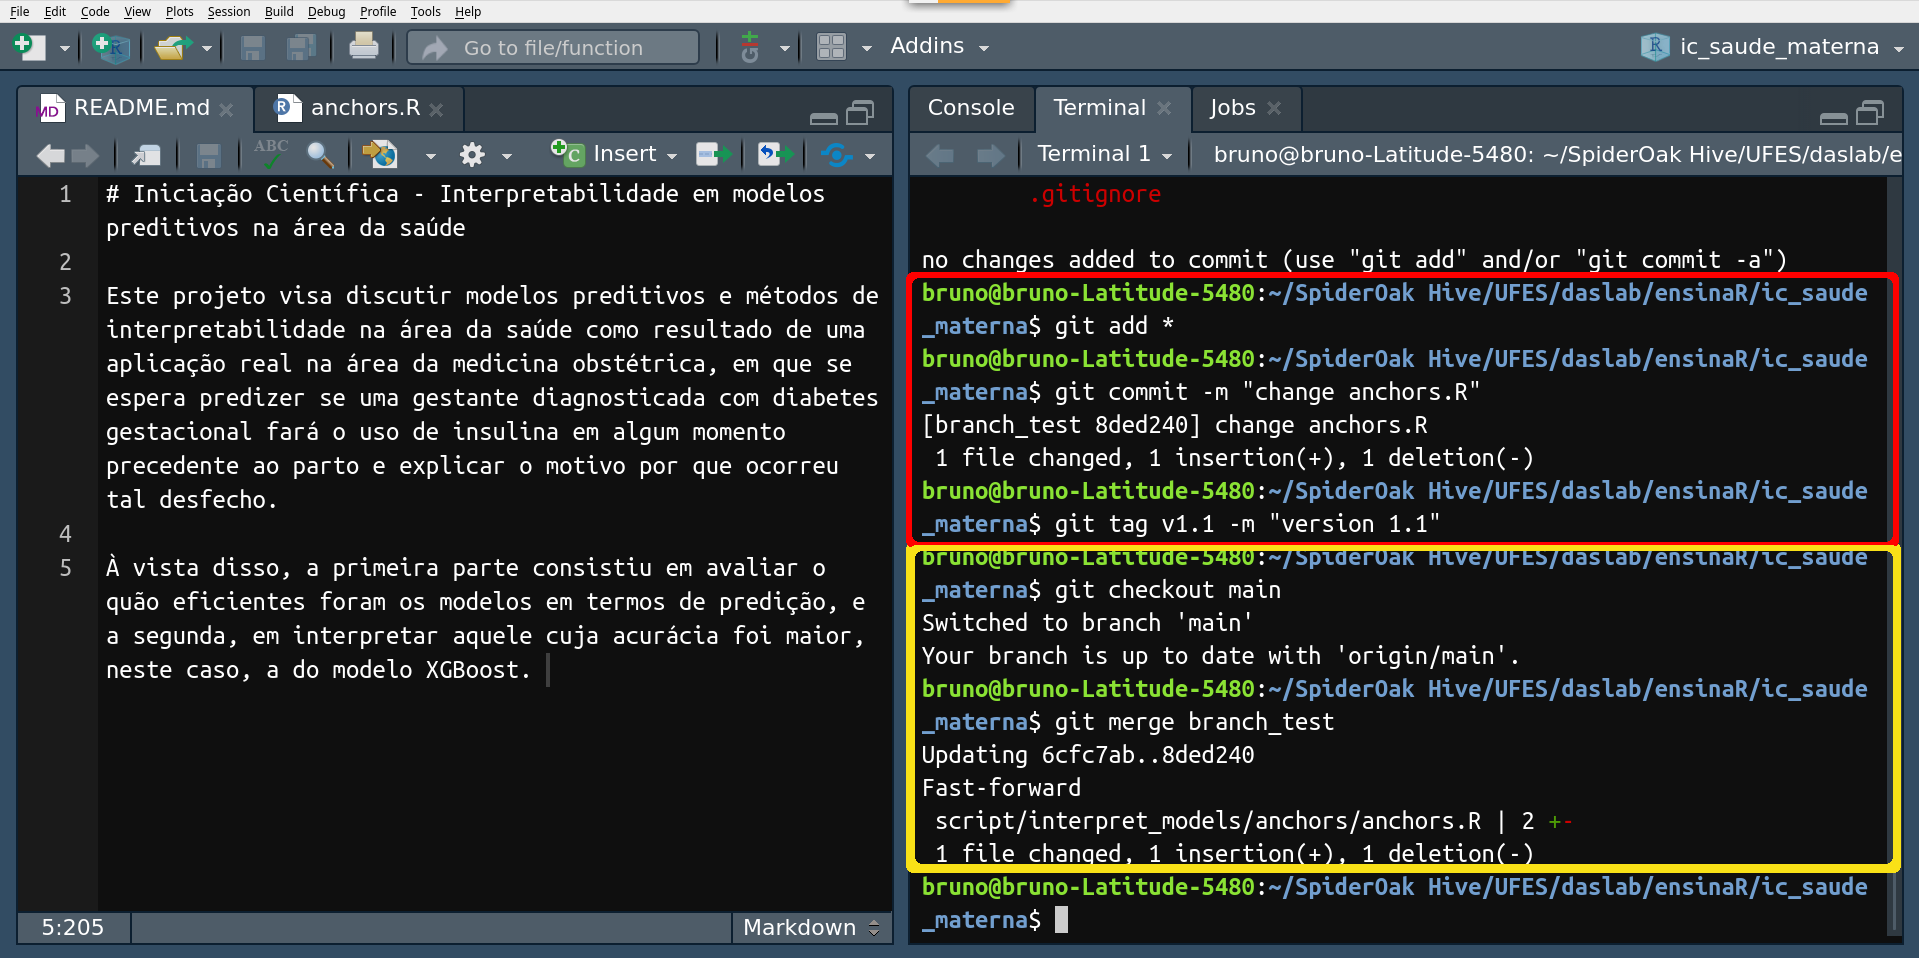 File Edit Code View Plots Session Build Debug Profile Tools Help
Go to file/function Addins ic_saude_materna
README.md anchors.R
ABC Insert
1 # Iniciação Científica - Interpretabilidade em modelos
preditivos na área da saúde
2
3 Este projeto visa discutir modelos preditivos e métodos de
interpretabilidade na área da saúde como resultado de uma
aplicação real na área da medicina obstétrica, em que se
espera predizer se uma gestante diagnosticada com diabetes
gestacional fará o uso de insulina em algum momento
precedente ao parto e explicar o motivo por que ocorreu
tal desfecho.
4
5 À vista disso, a primeira parte consistiu em avaliar o
quão eficientes foram os modelos em termos de predição, e
a segunda, em interpretar aquele cuja acurácia foi maior,
neste caso, a do modelo XGBoost.
5:205 Markdown
Console Terminal Jobs
Terminal 1 bruno@bruno-Latitude-5480: ~/SpiderOak Hive/UFES/daslab/e
.gitignore
no changes added to commit (use "git add" and/or "git commit -a")
bruno@bruno-Latitude-5480:~/SpiderOak Hive/UFES/daslab/ensinaR/ic_saude
_materna$ git add *
bruno@bruno-Latitude-5480:~/SpiderOak Hive/UFES/daslab/ensinaR/ic_saude
_materna$ git commit -m "change anchors.R"
[branch_test 8ded240] change anchors.R
1 file changed, 1 insertion(+), 1 deletion(-)
bruno@bruno-Latitude-5480:~/SpiderOak Hive/UFES/daslab/ensinaR/ic_saude
_materna$ git tag v1.1 -m "version 1.1"
bruno@bruno-Latitude-5480:~/SpiderOak Hive/UFES/daslab/ensinaR/ic_saude
_materna$ git checkout main
Switched to branch 'main'
Your branch is up to date with 'origin/main'.
bruno@bruno-Latitude-5480:~/SpiderOak Hive/UFES/daslab/ensinaR/ic_saude
_materna$ git merge branch_test
Updating 6cfc7ab..8ded240
Fast-forward
script/interpret_models/anchors/anchors.R | 2 +-
1 file changed, 1 insertion(+), 1 deletion(-)
bruno@bruno-Latitude-5480:~/SpiderOak Hive/UFES/daslab/ensinaR/ic_saude
_materna$